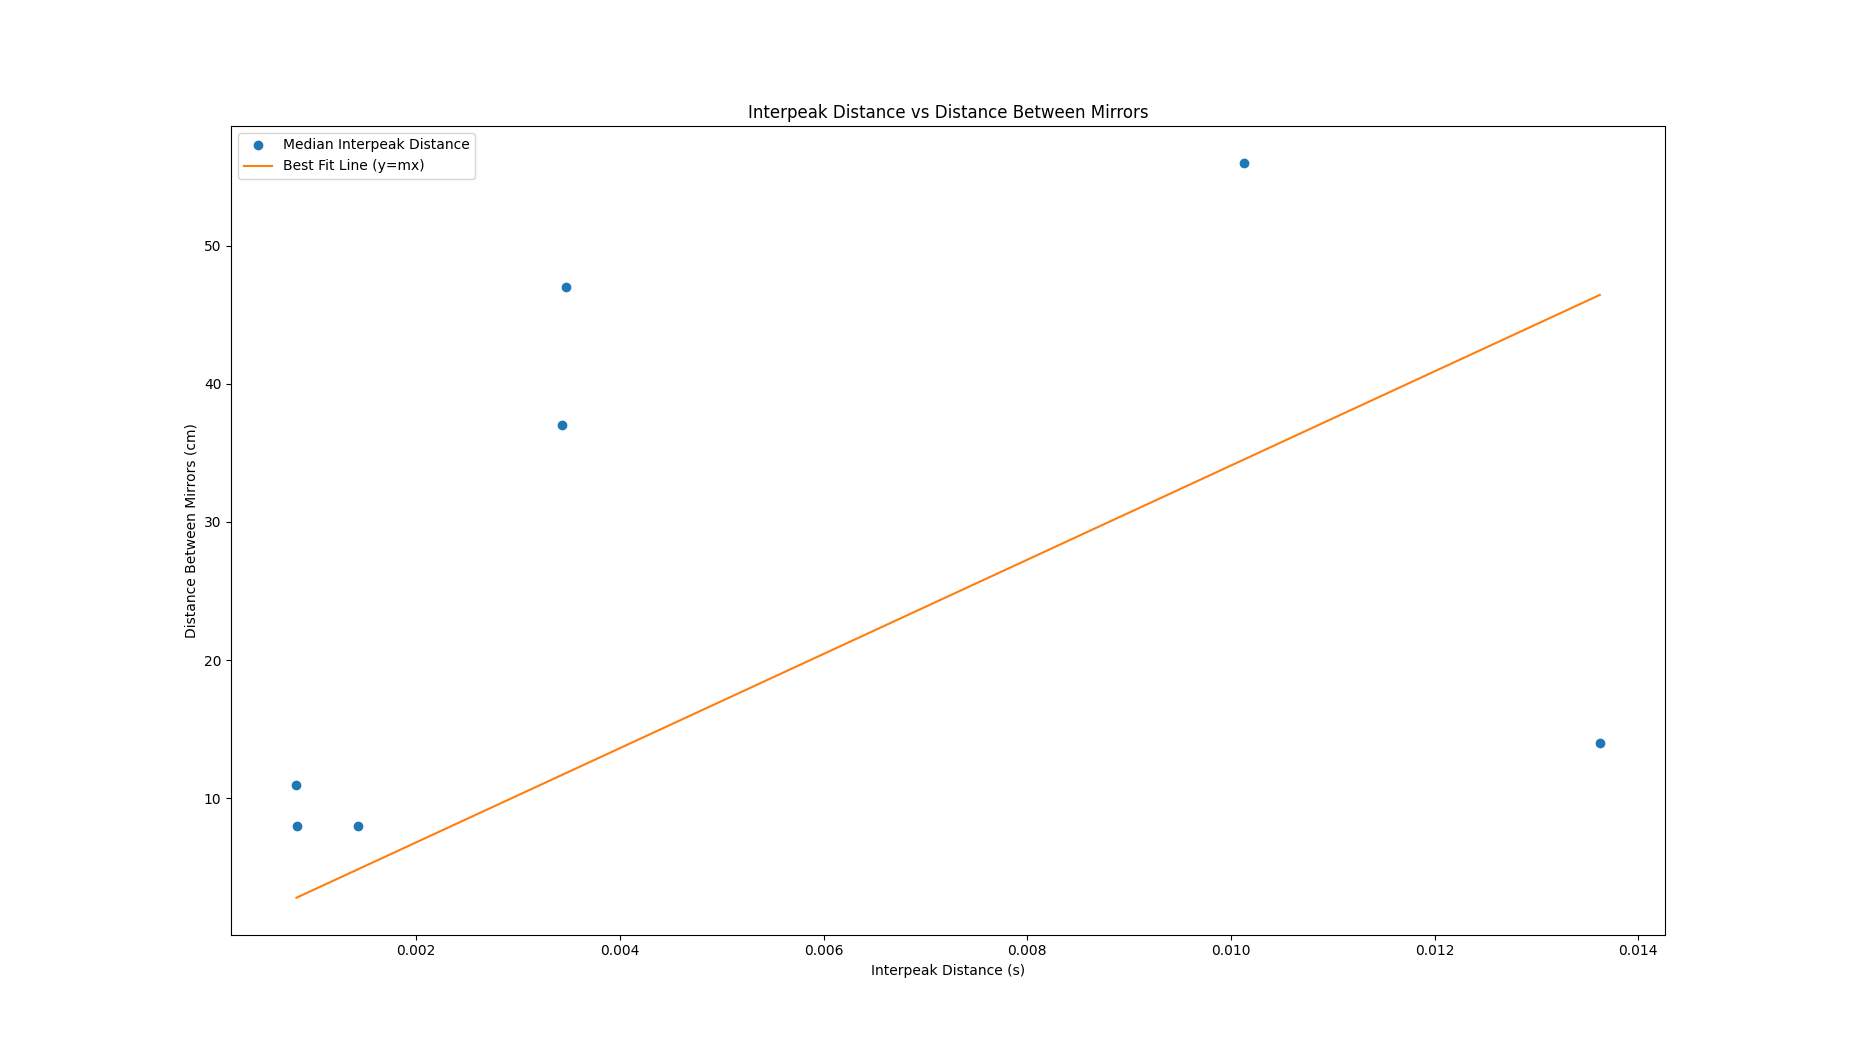 Interpeak Distance vs Distance Between Mirrors
Median Interpeak Distance
Best Fit Line (y=mx)
50
40
30
20
10
Distance Between Mirrors (cm)
0.002
0.004
0.006
0.008
0.010
0.012
0.014
Interpeak Distance (s)